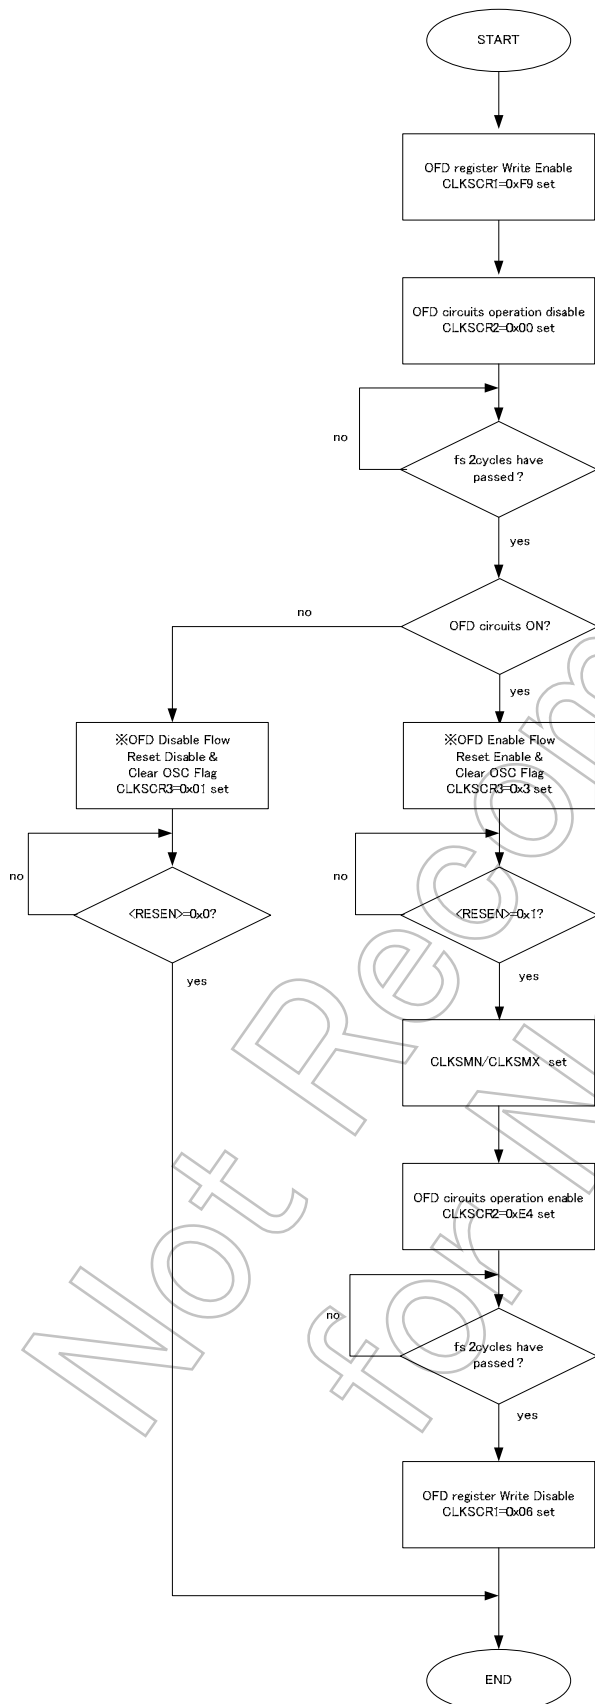 START
OFD register Write Enable
CLKSCR1=0xF9 set
OFD circuits operation disable
CLKSCR2=0x00 set
no
fs 2cycles have
passed?
yes
no
OFD circuits ON?
yes
※OFD Disable Flow
Reset Disable &
Clear OSC Flag
CLKSCR3=0x01 set
※OFD Enable Flow
Reset Enable &
Clear OSC Flag
CLKSCR3=0x3 set
no
<RESEN>=0x0?
yes
no
<RESEN>=0x1?
yes
CLKSMN/CLKSMX set
OFD circuits operation enable
CLKSCR2=0xE4 set
no
fs 2cycles have
passed?
yes
OFD register Write Disable
CLKSCR1=0x06 set
END
Not Recom
for N